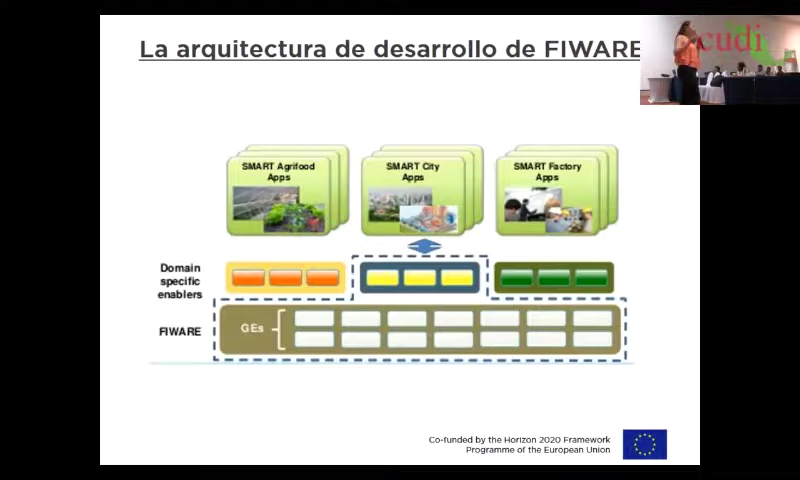 La arquitectura de desarrollo de FIWARE
cudi
SMART Agrifood
Apps
SMART City
Apps
SMART Factory
Apps
Domain
specific
enablers
FIWARE
GEs
Co-funded by the Horizon 2020 Framework
Programme of the European Union